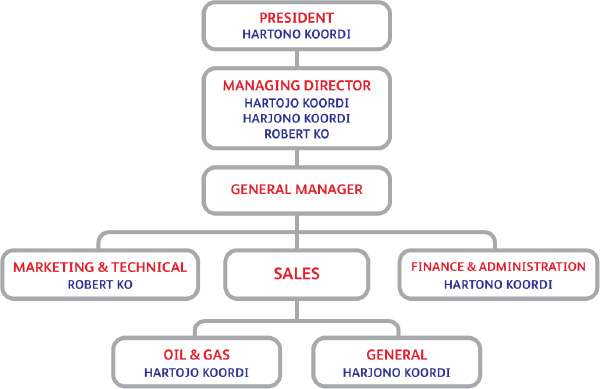 PRESIDENT
HARTONO KOORDI
MANAGING DIRECTOR
HARTOJO KOORDI
HARJONO KOORDI
ROBERT KO
GENERAL MANAGER
MARKETING & TECHNICAL
ROBERT KO
SALES
FINANCE & ADMINISTRATION
HARTONO KOORDI
OIL & GAS
HARTOJO KOORDI
GENERAL
HARJONO KOORDI